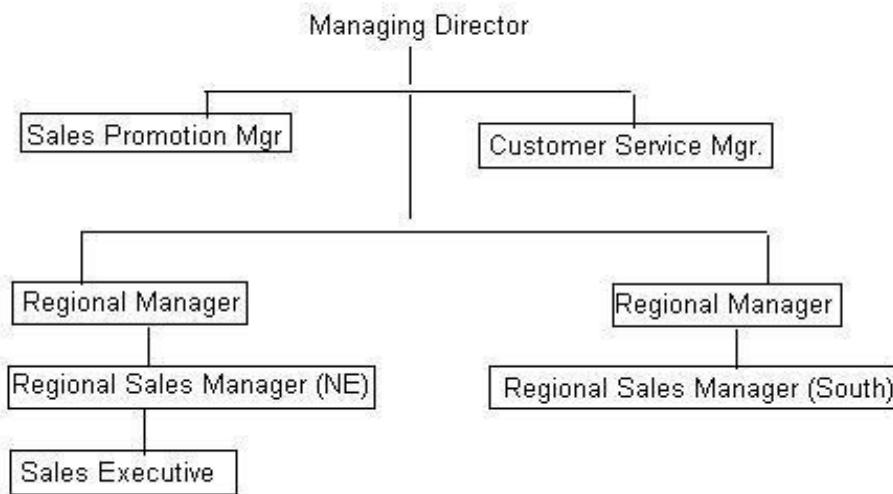 Managing Director
Sales Promotion Mgr
Customer Service Mgr.
Regional Manager
Regional Manager
Regional Sales Manager (NE)
Regional Sales Manager (South)
Sales Executive